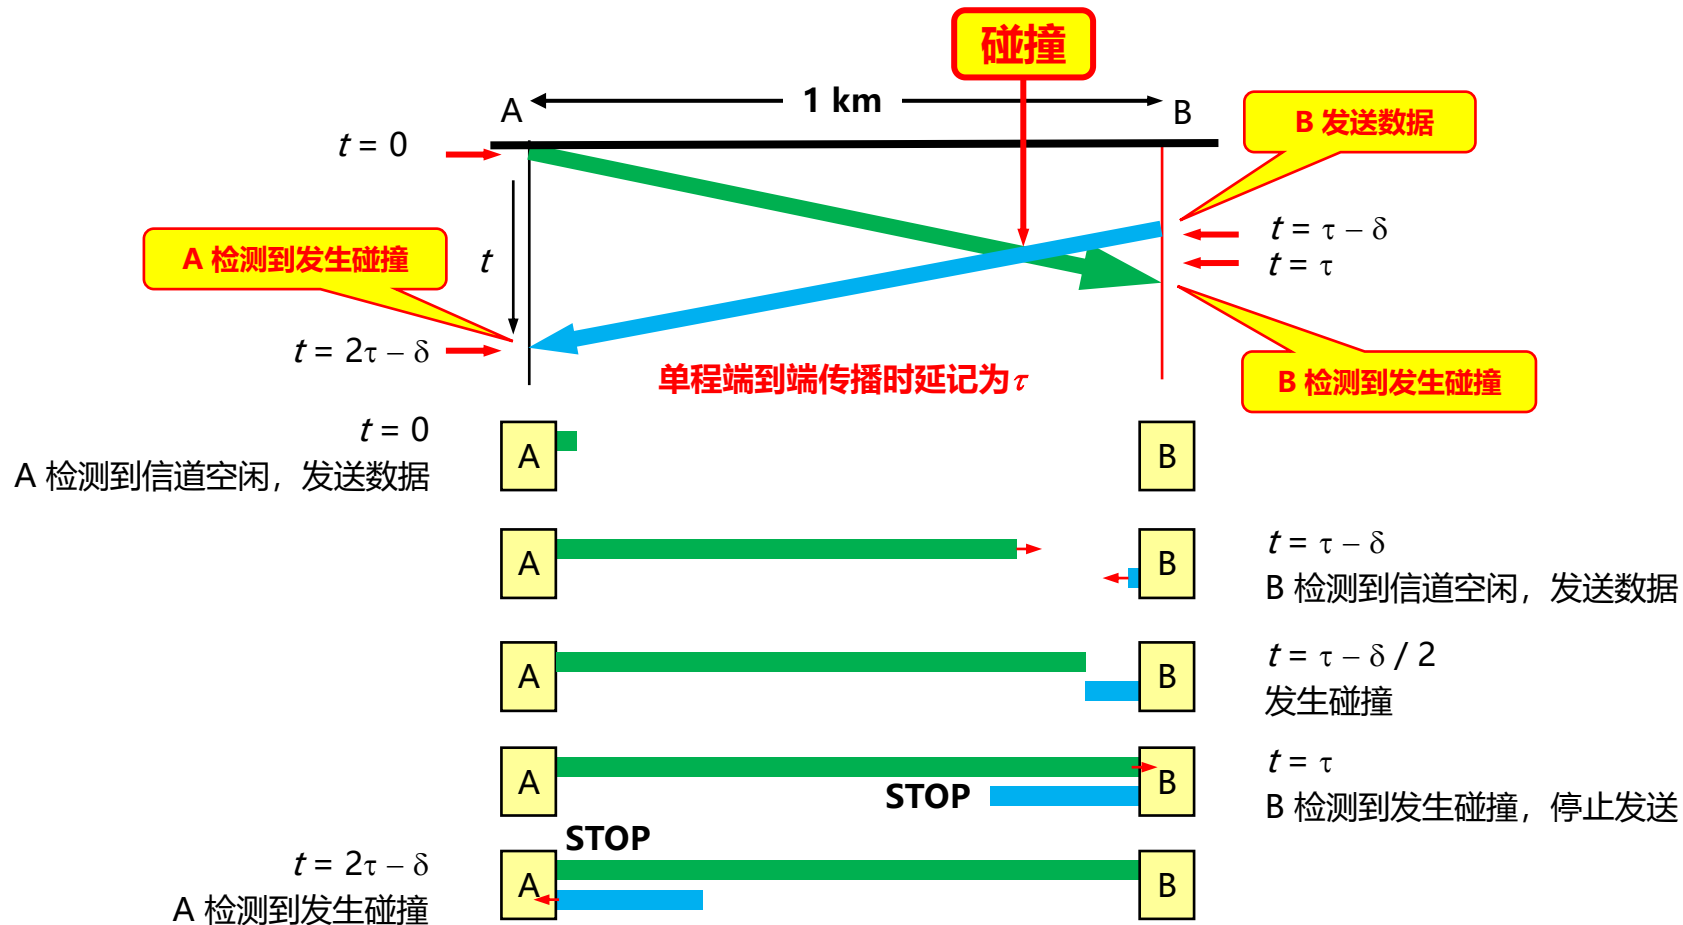 碰撞
A
1 km
B
B 发送数据
t = 0
t = τ − δ
t = τ
A 检测到发生碰撞
t
t = 2τ − δ
单程端到端传播时延记为τ
B 检测到发生碰撞
t = 0
A 检测到信道空闲，发送数据
A
B
A
B
t = τ − δ
B 检测到信道空闲，发送数据
A
B
t = τ − δ / 2
发生碰撞
A
STOP
B
t = τ
B 检测到发生碰撞，停止发送
STOP
t = 2τ − δ
A 检测到发生碰撞
A
B